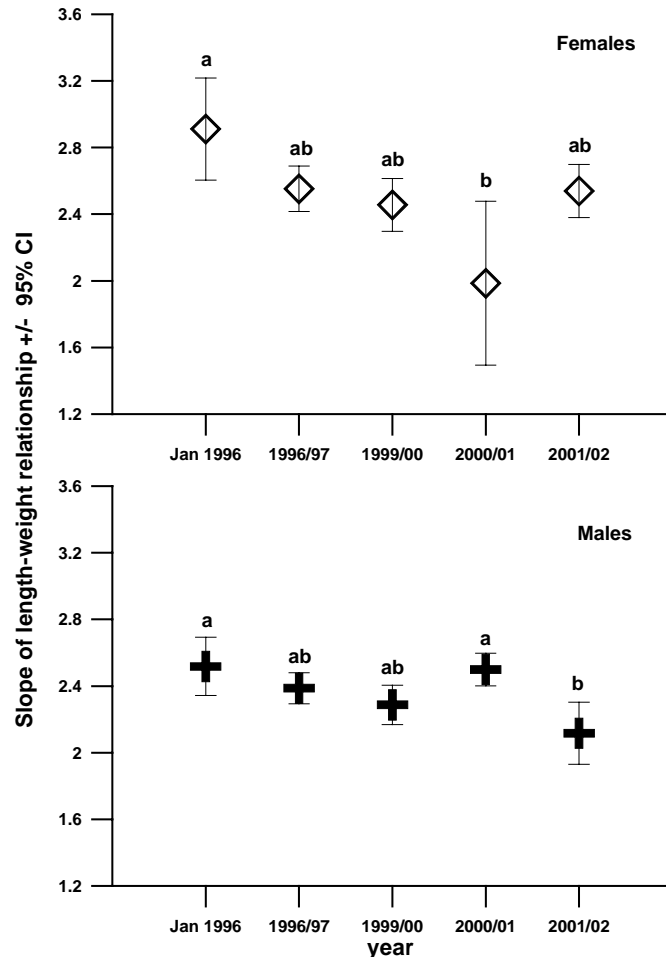 Slope of length-weight relationship +/- 95% CI
3.6
Females
3.2
a
2.8
ab
ab
ab
2.4
b
2
1.6
1.2
Jan 1996 1996/97 1999/00 2000/01 2001/02
3.6
Males
3.2
2.8
a
ab
ab
a
b
2.4
2
1.6
1.2
Jan 1996 1996/97 1999/00 2000/01 2001/02
year